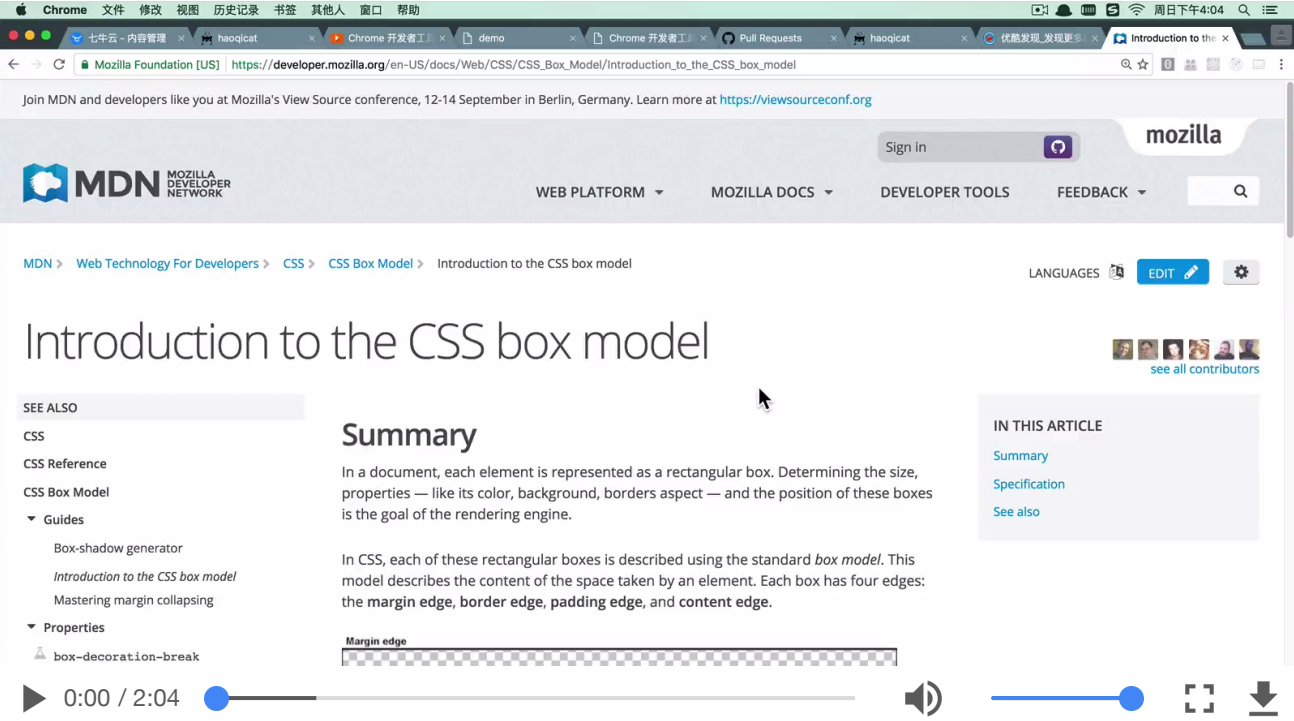 Chrome 文件 修改 视图 历史记录 书签 其他人 窗口 帮助 周日下午4:04
七牛云 - 内容管理 haoqicat Chrome 开发者工具 demo Chrome 开发者工具 Pull Requests haoqicat 优酷发现_发现更多 Introduction to the
Mozilla Foundation [US] https://developer.mozilla.org/en-US/docs/Web/CSS/CSS_Box_Model/Introduction_to_the_CSS_box_model
Join MDN and developers like you at Mozilla's View Source conference, 12-14 September in Berlin, Germany. Learn more at https://viewsourceconf.org
mozilla
Sign in
MDN MOZILLA DEVELOPER NETWORK
WEB PLATFORM MOZILLA DOCS DEVELOPER TOOLS FEEDBACK
MDN Web Technology For Developers CSS CSS Box Model Introduction to the CSS box model
LANGUAGES EDIT
Introduction to the CSS box model
see all contributors
SEE ALSO
CSS
CSS Reference
CSS Box Model
Guides
Box-shadow generator
Introduction to the CSS box model
Mastering margin collapsing
Properties
box-decoration-break
Summary
In a document, each element is represented as a rectangular box. Determining the size,
properties — like its color, background, borders aspect — and the position of these boxes
is the goal of the rendering engine.
In CSS, each of these rectangular boxes is described using the standard box model. This
model describes the content of the space taken by an element. Each box has four edges:
the margin edge, border edge, padding edge, and content edge.
Margin edge
IN THIS ARTICLE
Summary
Specification
See also
0:00 / 2:04